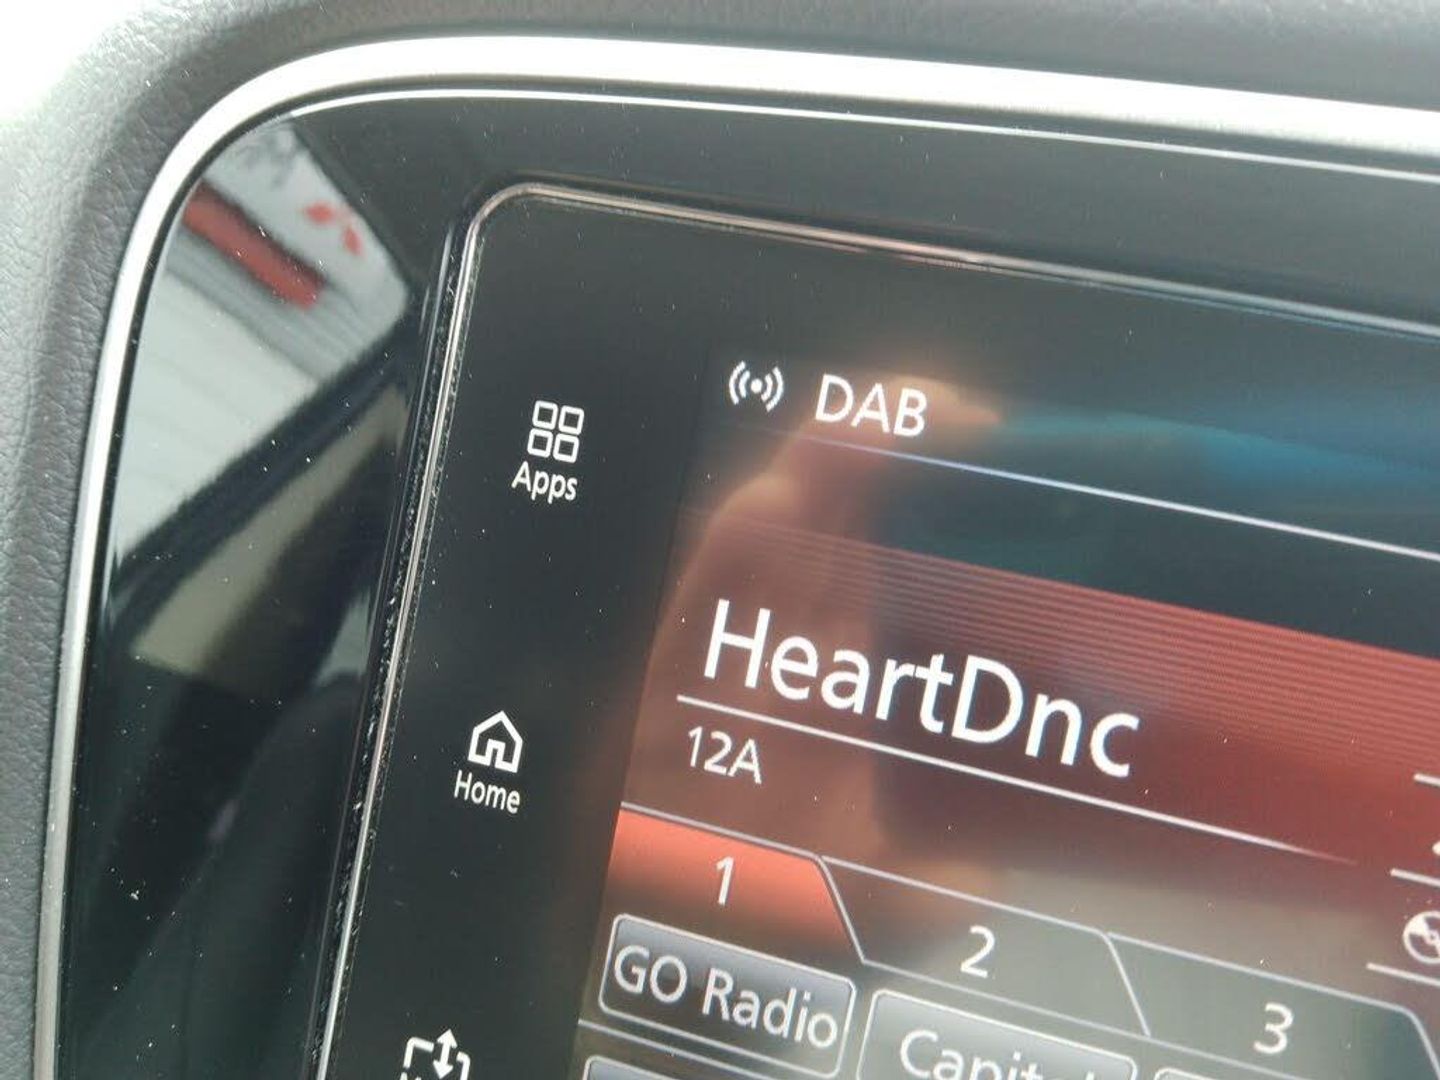 DAB
Apps
HeartDnc
12A
Home
1
2
3
GO Radio